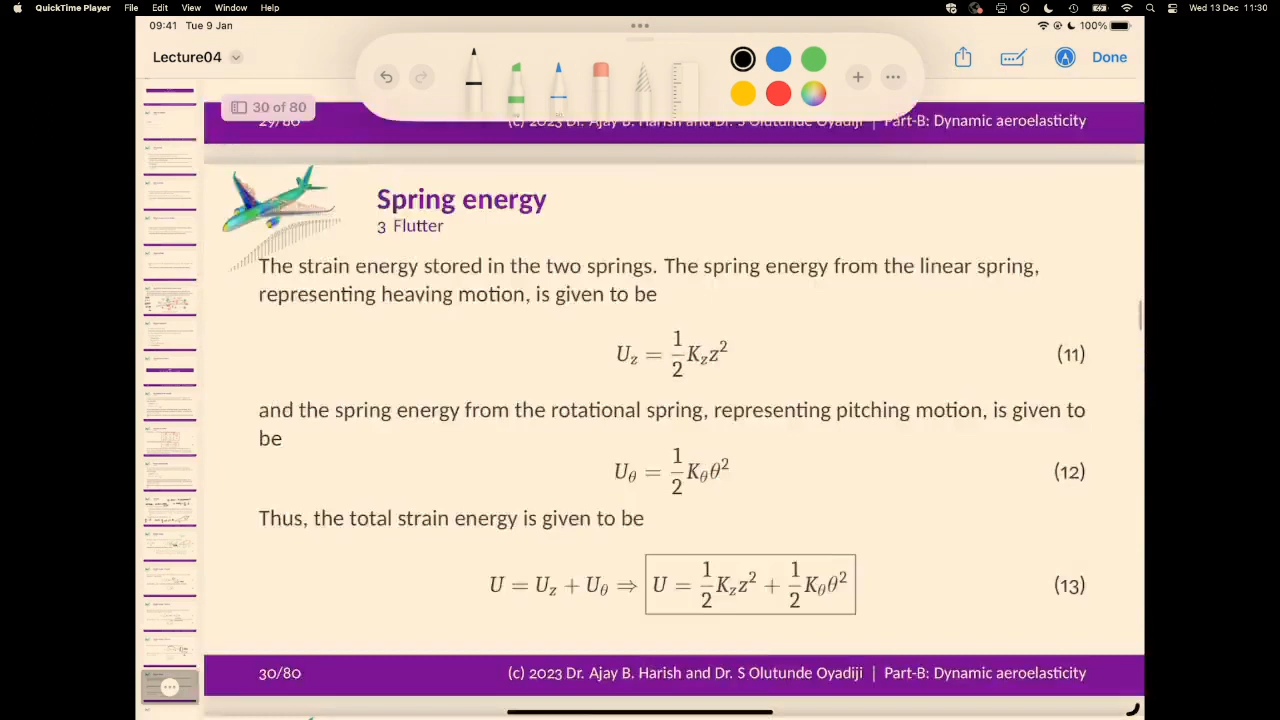 QuickTime Player File Edit View Window Help Wed 13 Dec 11:30
09:41 Tue 9 Jan 100%
Lecture04 Done
30 of 80
29/80 (c) 2023 Dr. Ajay B. Harish and Dr. S Olutunde Oyadiji | Part-B: Dynamic aeroelasticity
Spring energy
3 Flutter
The strain energy stored in the two springs. The spring energy from the linear spring,
representing heaving motion, is given to be
U_z = 1/2 K_z z² (11)
and the spring energy from the rotational spring, representing pitching motion, is given to
be
U_θ = 1/2 K_θ θ² (12)
Thus, the total strain energy is given to be
U = U_z + U_θ ⇒ U = 1/2 K_z z² + 1/2 K_θ θ² (13)
30/80 (c) 2023 Dr. Ajay B. Harish and Dr. S Olutunde Oyadiji | Part-B: Dynamic aeroelasticity